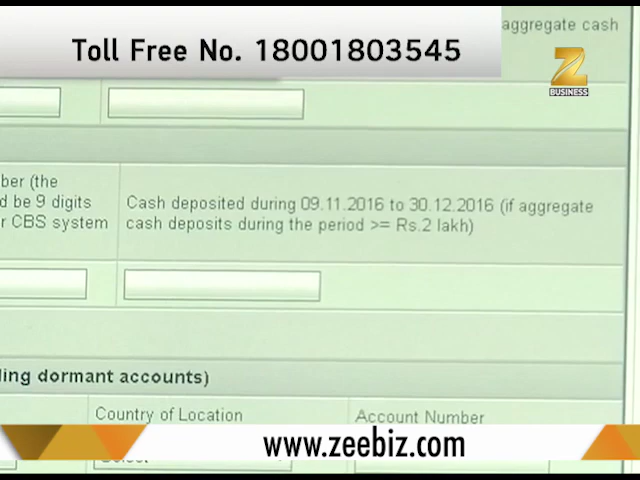 Toll Free No. 18001803545
aggregate cash
Z
BUSINESS
ber (the
d be 9 digits
r CBS system
Cash deposited during 09.11.2016 to 30.12.2016 (if aggregate
cash deposits during the period >= Rs.2 lakh)
ling dormant accounts)
Country of Location
Account Number
www.zeebiz.com